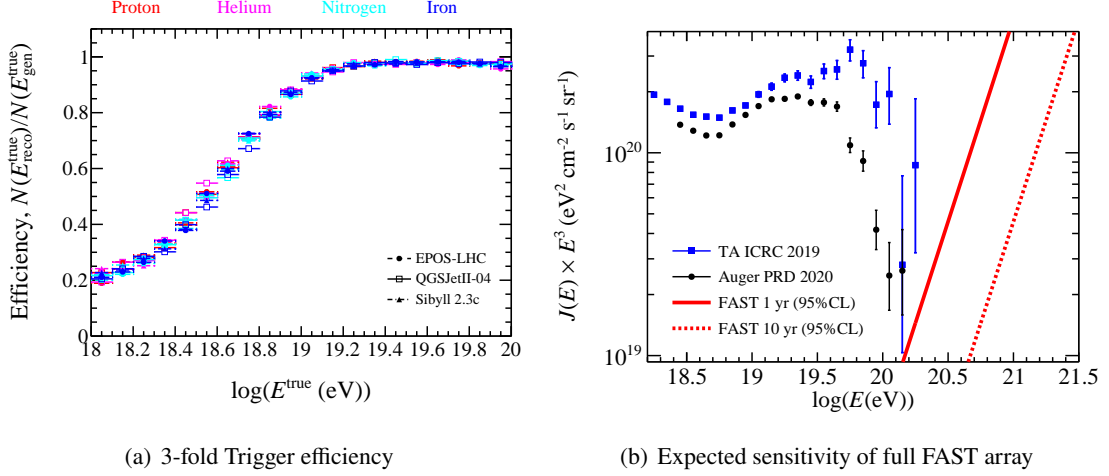 Proton Helium Nitrogen Iron
Efficiency, N(E_reco^true)/N(E_gen^true)
1
0.8
0.6
0.4
0.2
0
EPOS-LHC
QGSJetII-04
Sibyll 2.3c
18 18.2 18.4 18.6 18.8 19 19.2 19.4 19.6 19.8 20
log(E^true (eV))
(a) 3-fold Trigger efficiency
J(E) × E^3 (eV^2 cm^-2 s^-1 sr^-1)
10^20
10^19
TA ICRC 2019
Auger PRD 2020
FAST 1 yr (95%CL)
FAST 10 yr (95%CL)
18.5 19 19.5 20 20.5 21 21.5
log(E(eV))
(b) Expected sensitivity of full FAST array